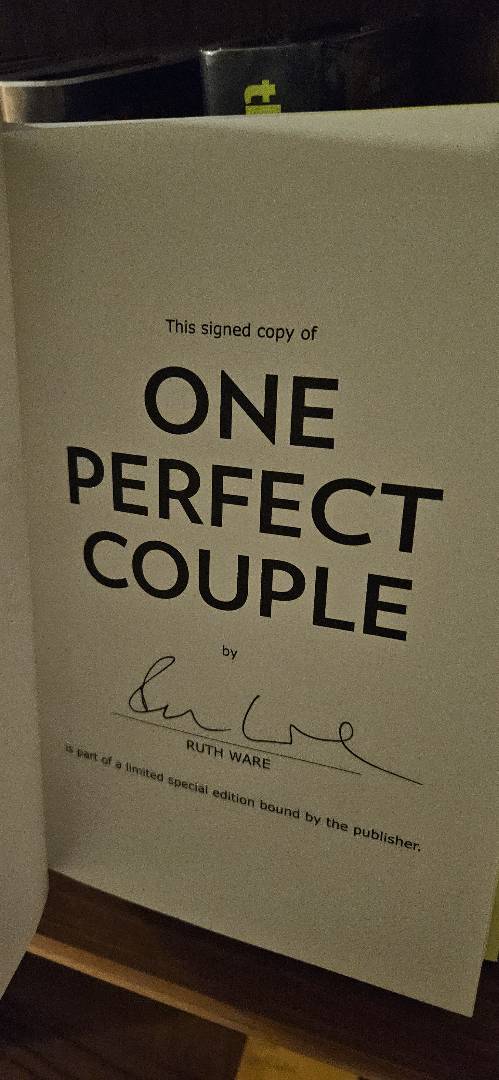 This signed copy of
ONE
PERFECT
COUPLE
by
RUTH WARE
is part of a limited special edition bound by the publisher.